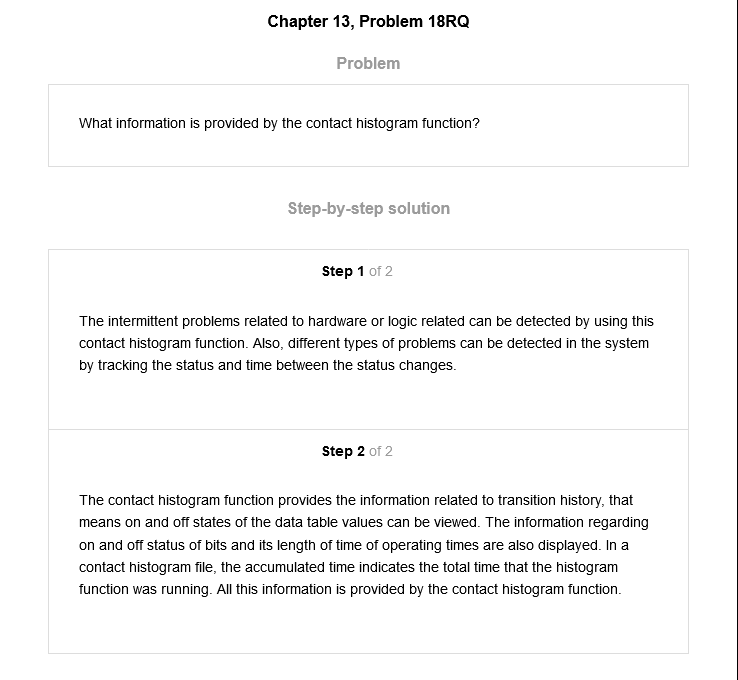 Chapter 13, Problem 18RQ
Problem
What information is provided by the contact histogram function?
Step-by-step solution
Step 1 of 2
The intermittent problems related to hardware or logic related can be detected by using this
contact histogram function. Also, different types of problems can be detected in the system
by tracking the status and time between the status changes.
Step 2 of 2
The contact histogram function provides the information related to transition history, that
means on and off states of the data table values can be viewed. The information regarding
on and off status of bits and its length of time of operating times are also displayed. In a
contact histogram file, the accumulated time indicates the total time that the histogram
function was running. All this information is provided by the contact histogram function.